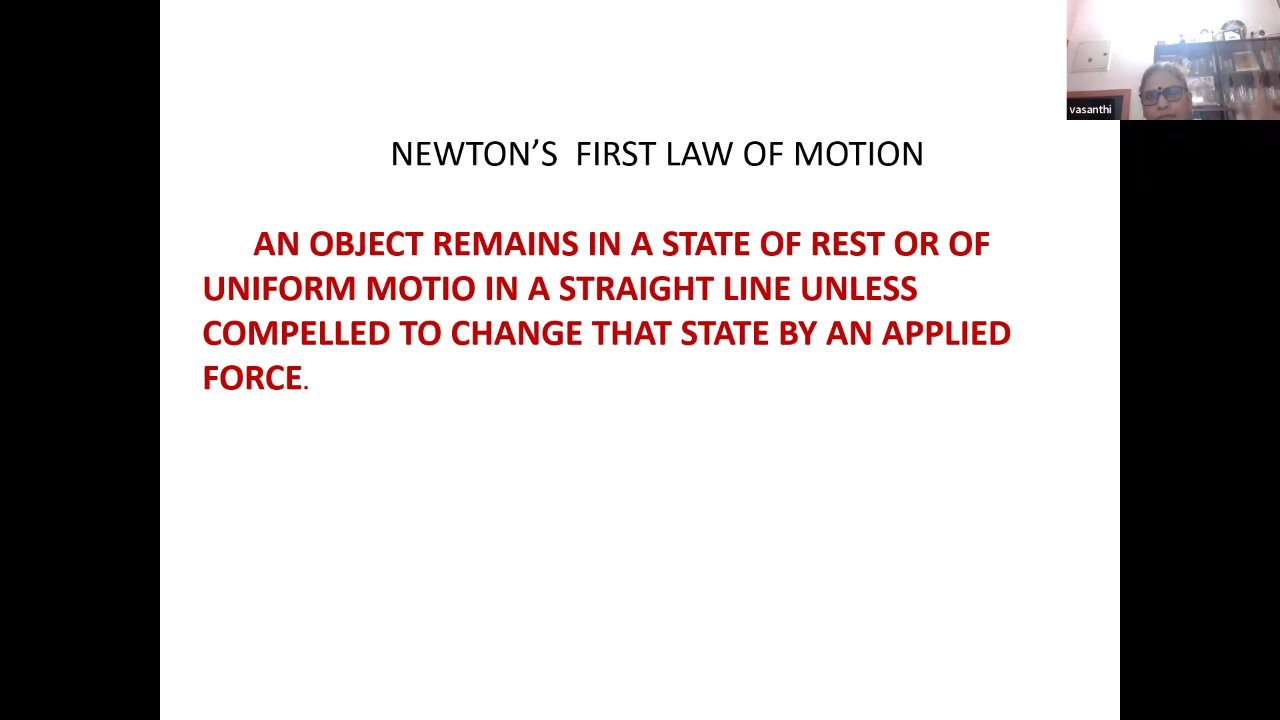 vasanthi
NEWTON’S  FIRST LAW OF MOTION
AN OBJECT REMAINS IN A STATE OF REST OR OF
UNIFORM MOTIO IN A STRAIGHT LINE UNLESS
COMPELLED TO CHANGE THAT STATE BY AN APPLIED
FORCE.